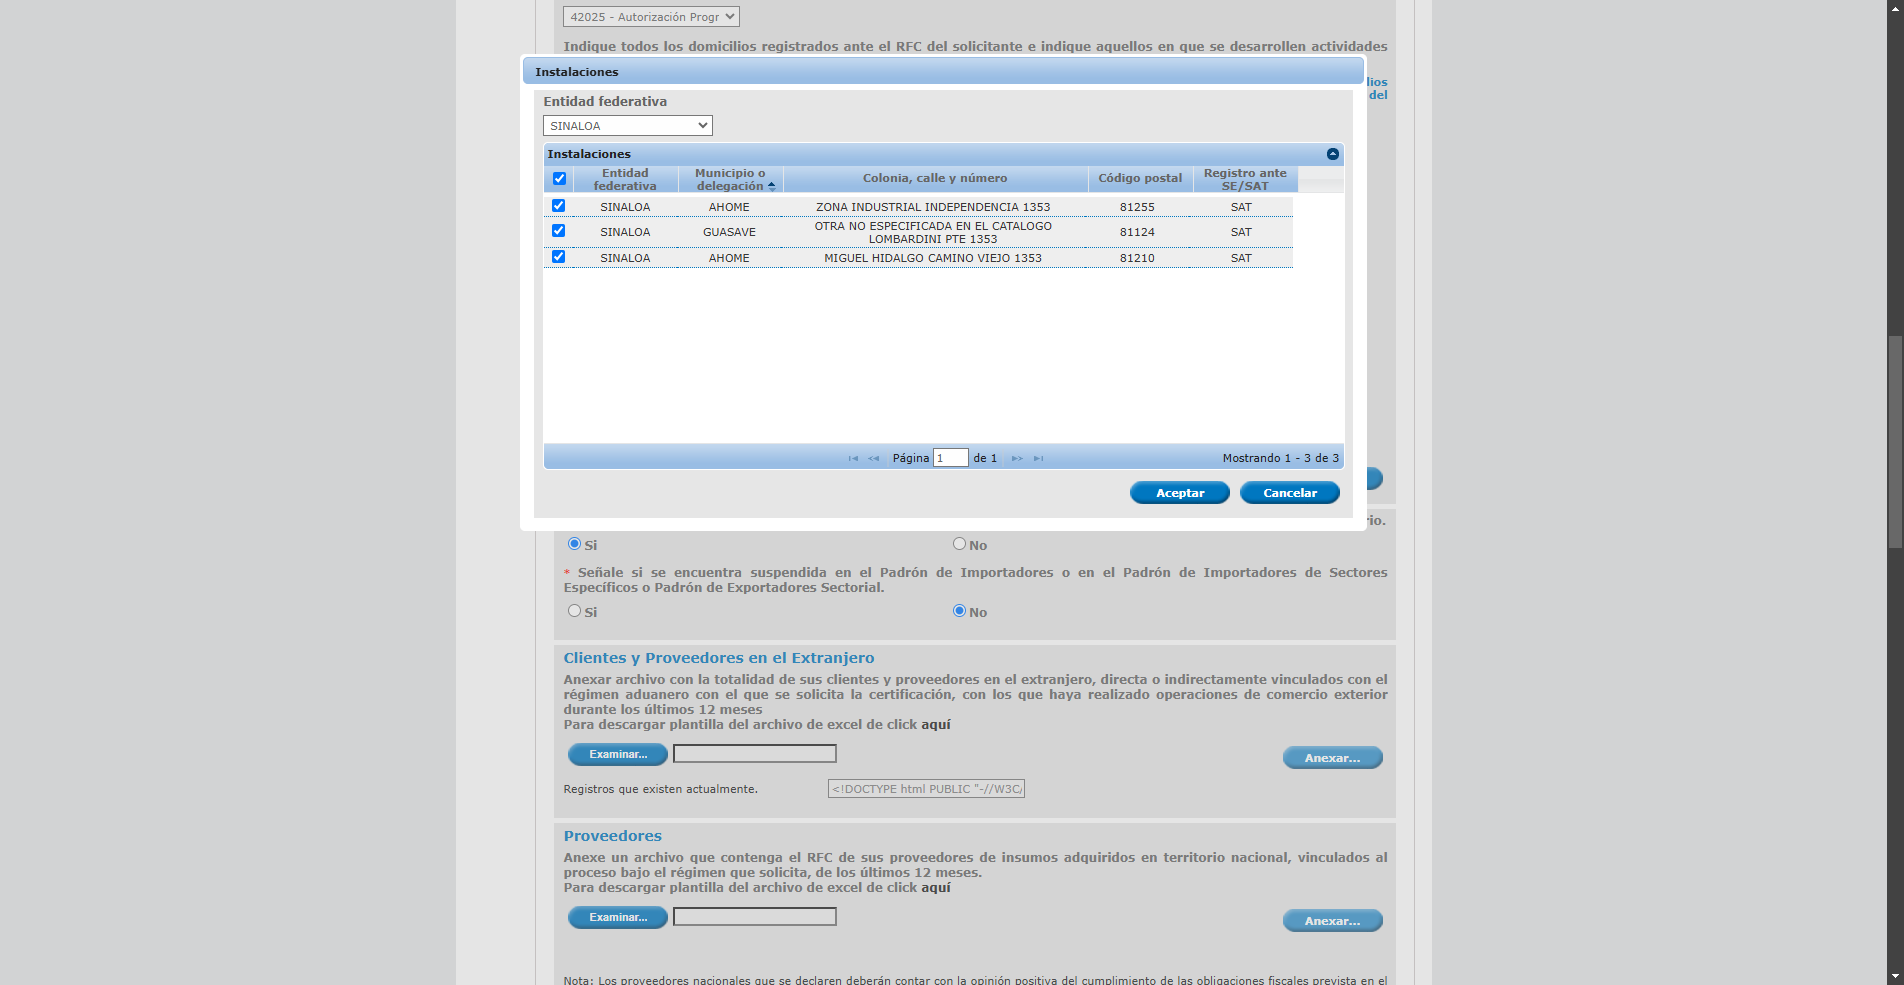 42025 - Autorización Progr
Indique todos los domicilios registrados ante el RFC del solicitante e indique aquellos en que se desarrollen actividades
del
Instalaciones
Entidad federativa
SINALOA
Instalaciones
Entidad federativa
Municipio o delegación
Colonia, calle y número
Código postal
Registro ante SE/SAT
SINALOA AHOME ZONA INDUSTRIAL INDEPENDENCIA 1353 81255 SAT
SINALOA GUASAVE OTRA NO ESPECIFICADA EN EL CATALOGO LOMBARDINI PTE 1353 81124 SAT
SINALOA AHOME MIGUEL HIDALGO CAMINO VIEJO 1353 81210 SAT
Página 1 de 1
Mostrando 1 - 3 de 3
Aceptar Cancelar
Si No
* Señale si se encuentra suspendida en el Padrón de Importadores o en el Padrón de Importadores de Sectores
Específicos o Padrón de Exportadores Sectorial.
Si No
Clientes y Proveedores en el Extranjero
Anexar archivo con la totalidad de sus clientes y proveedores en el extranjero, directa o indirectamente vinculados con el
régimen aduanero con el que se solicita la certificación, con los que haya realizado operaciones de comercio exterior
durante los últimos 12 meses
Para descargar plantilla del archivo de excel de click aquí
Examinar... Anexar...
Registros que existen actualmente. <!DOCTYPE html PUBLIC "-//W3C/
Proveedores
Anexe un archivo que contenga el RFC de sus proveedores de insumos adquiridos en territorio nacional, vinculados al
proceso bajo el régimen que solicita, de los últimos 12 meses.
Para descargar plantilla del archivo de excel de click aquí
Examinar... Anexar...
Nota: Los proveedores nacionales que se declaren deberán contar con la opinión positiva del cumplimiento de las obligaciones fiscales prevista en el